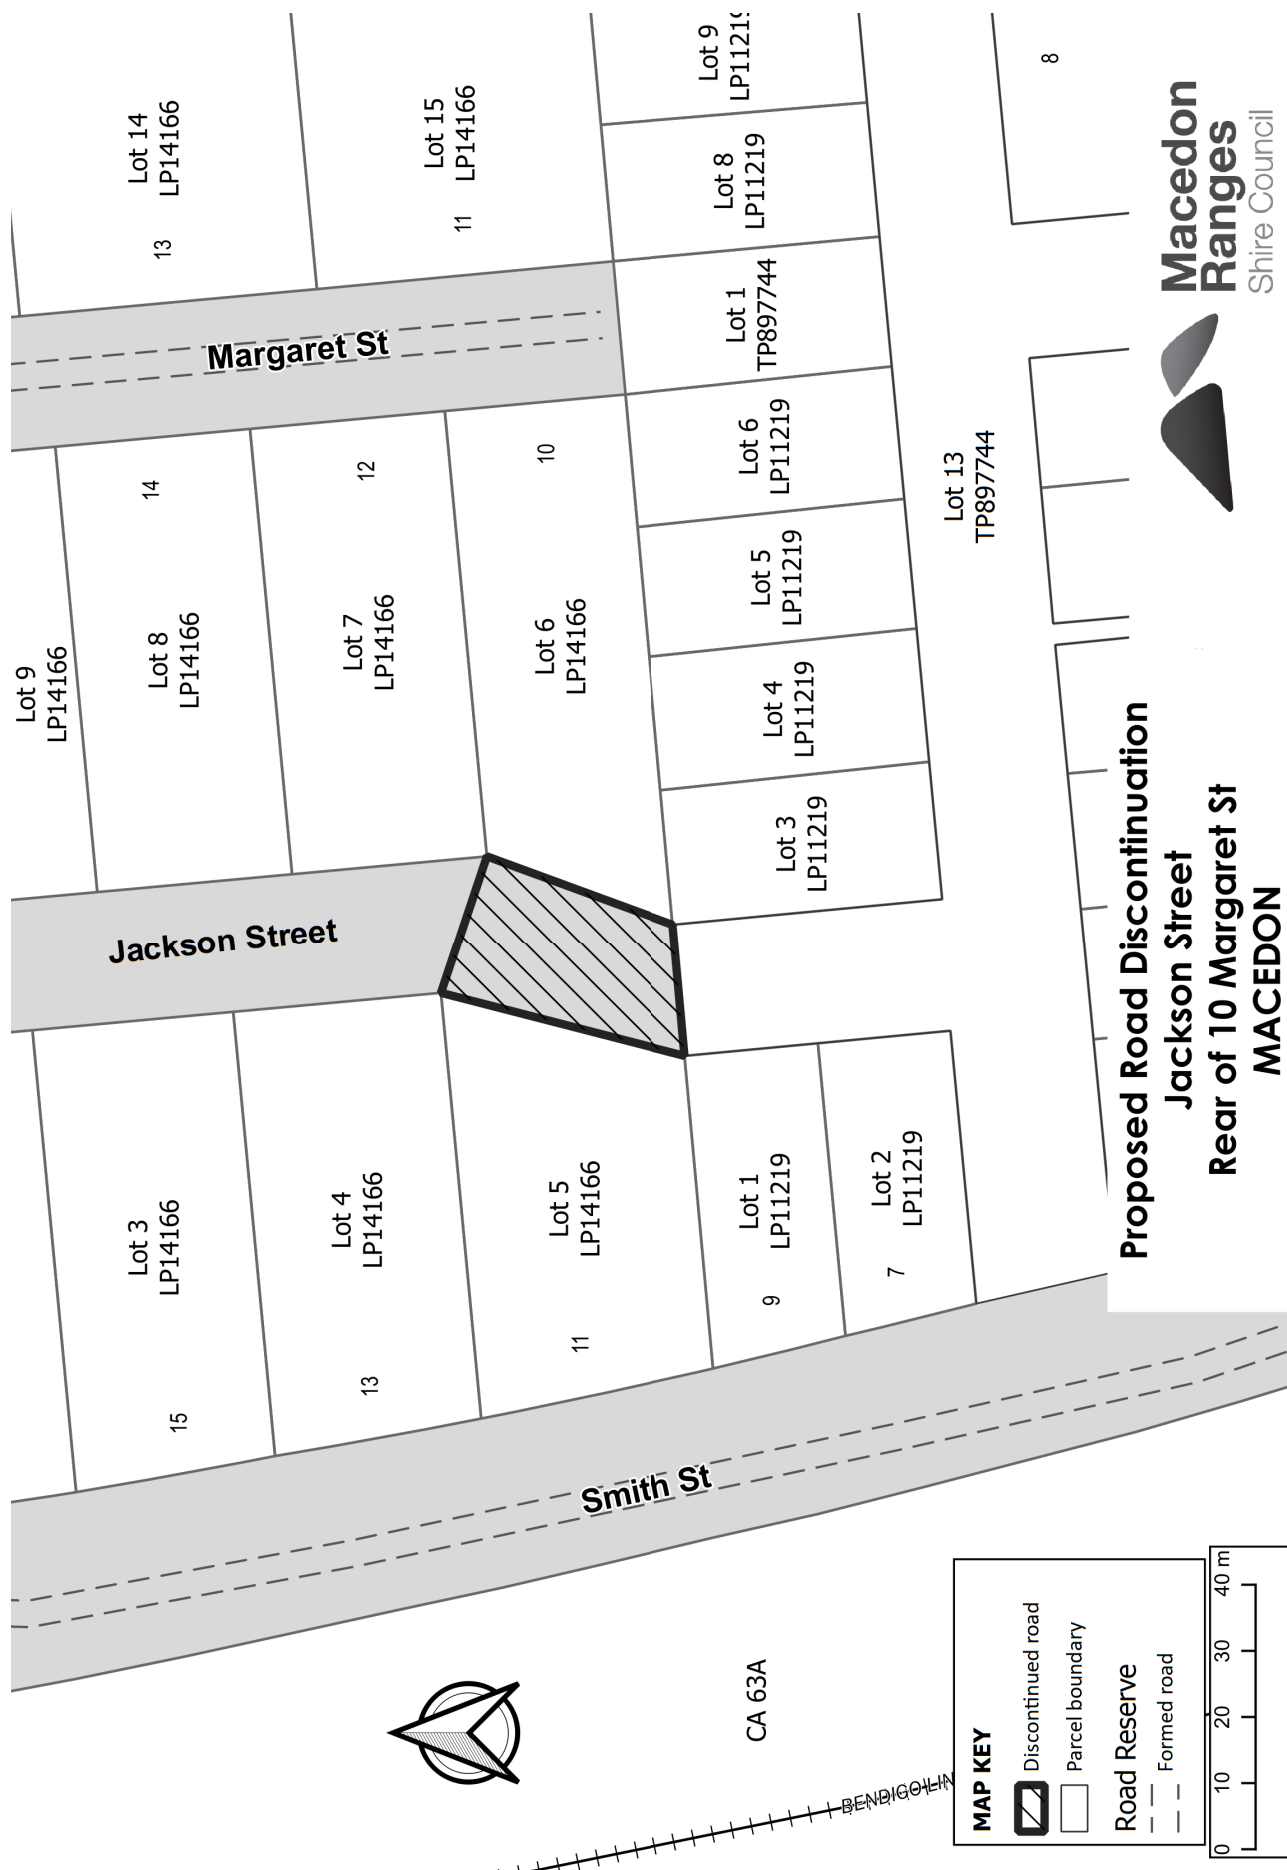 Lot 9
LP14166
Lot 14
LP14166
13
Lot 3
LP14166
15
Lot 8
LP14166
14
Jackson Street
Margaret St
Lot 4
LP14166
13
Lot 7
LP14166
12
Lot 15
LP14166
11
Lot 5
LP14166
11
Lot 6
LP14166
10
Smith St
CA 63A
Lot 1
LP11219
9
Lot 2
LP11219
7
Lot 3
LP11219
Lot 4
LP11219
Lot 5
LP11219
Lot 6
LP11219
Lot 1
TP897744
Lot 8
LP11219
Lot 9
LP11219
BENDIGO LIN
Lot 13
TP897744
8
MAP KEY
Discontinued road
Parcel boundary
Road Reserve
Formed road
0 10 20 30 40 m
Proposed Road Discontinuation
Jackson Street
Rear of 10 Margaret St
MACEDON
Macedon
Ranges
Shire Council